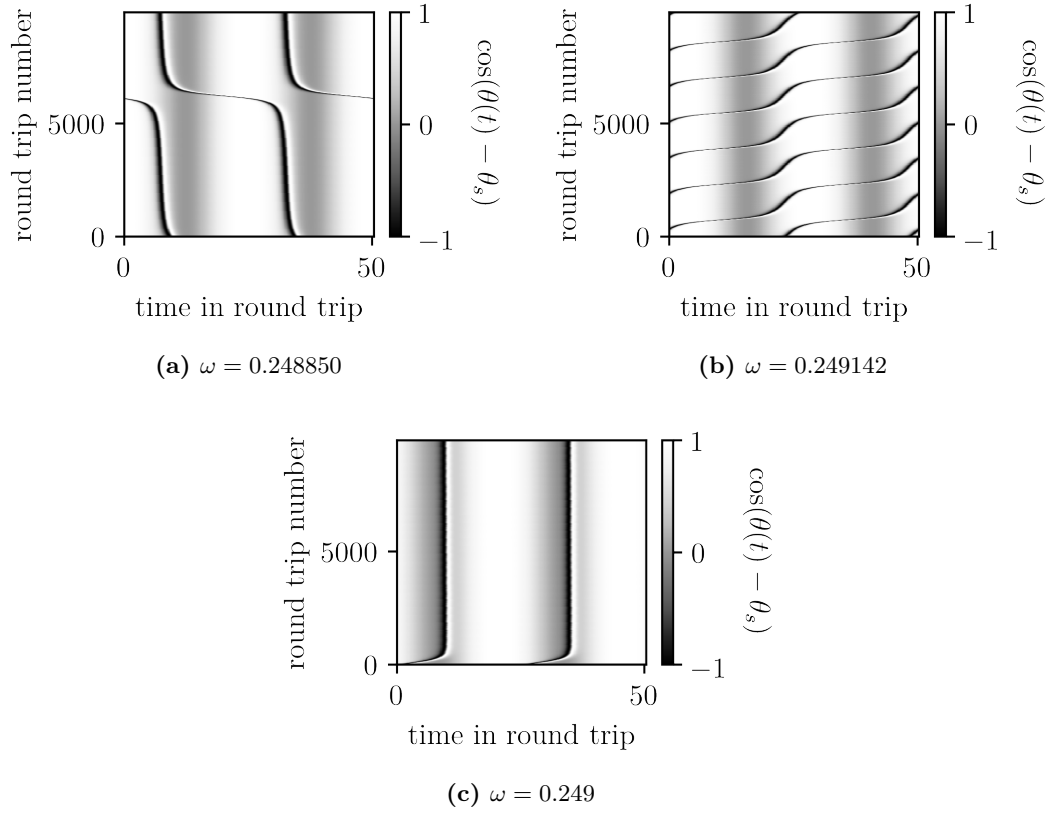 round trip number
5000
0
0
50
time in round trip
1
0
−1
cos(θ(t) − θₛ)
(a) ω = 0.248850
round trip number
5000
0
0
50
time in round trip
1
0
−1
cos(θ(t) − θₛ)
(b) ω = 0.249142
round trip number
5000
0
0
50
time in round trip
1
0
−1
cos(θ(t) − θₛ)
(c) ω = 0.249